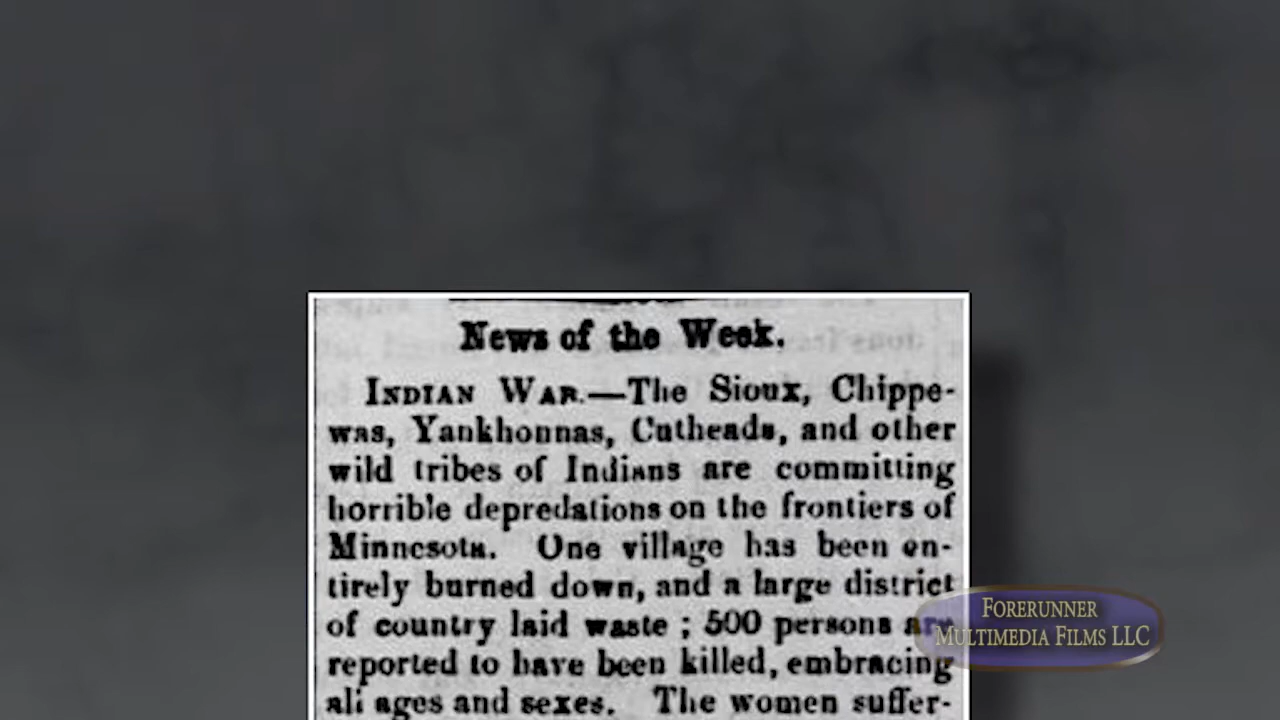 News of the Week.
INDIAN WAR.—The Sioux, Chippe-
was, Yankhonnas, Cutheads, and other
wild tribes of Indians are committing
horrible depredations on the frontiers of
Minnesota. One village has been en-
tirely burned down, and a large district
of country laid waste ; 500 persons are
reported to have been killed, embracing
all ages and sexes. The women suffer-
FORERUNNER
MULTIMEDIA FILMS LLC